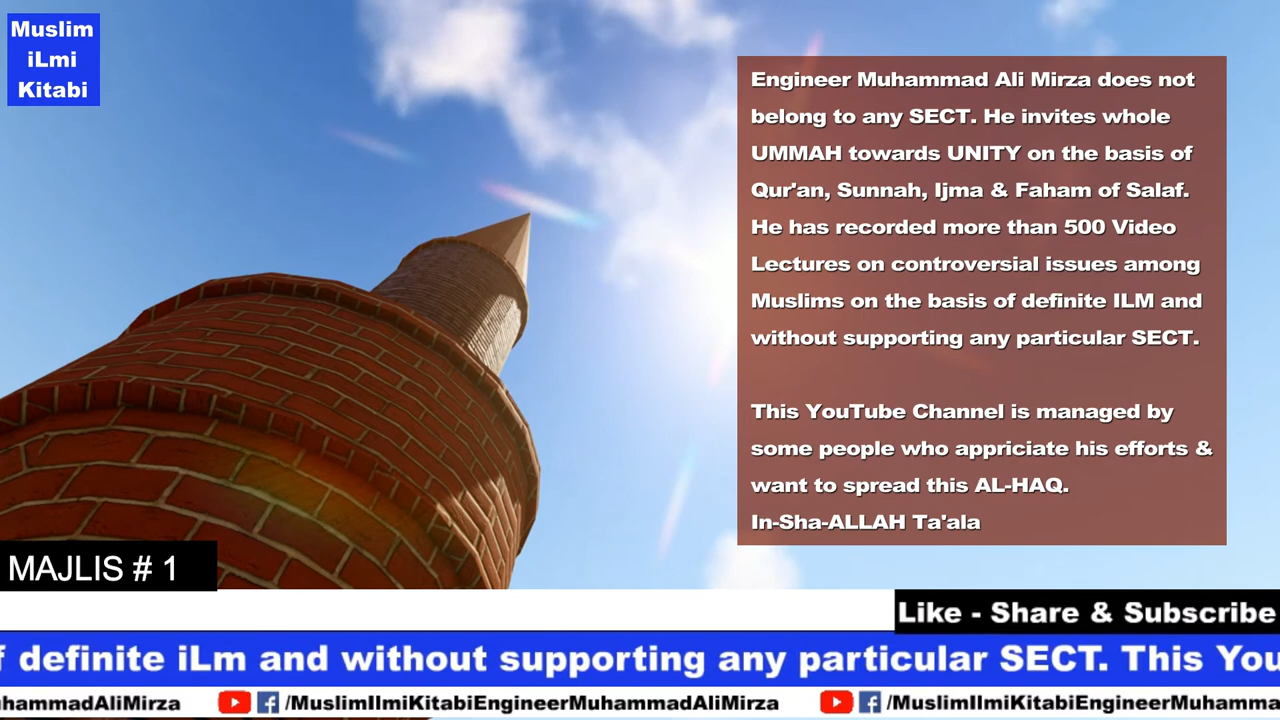 Muslim
iLmi
Kitabi
Engineer Muhammad Ali Mirza does not
belong to any SECT. He invites whole
UMMAH towards UNITY on the basis of
Qur'an, Sunnah, Ijma & Faham of Salaf.
He has recorded more than 500 Video
Lectures on controversial issues among
Muslims on the basis of definite ILM and
without supporting any particular SECT.
This YouTube Channel is managed by
some people who appriciate his efforts &
want to spread this AL-HAQ.
In-Sha-ALLAH Ta'ala
MAJLIS # 1
Like - Share & Subscribe
f definite iLm and without supporting any particular SECT. This You
hammadAliMirza /MuslimIlmiKitabiEngineerMuhammadAliMirza /MuslimIlmiKitabiEngineerMuhamma